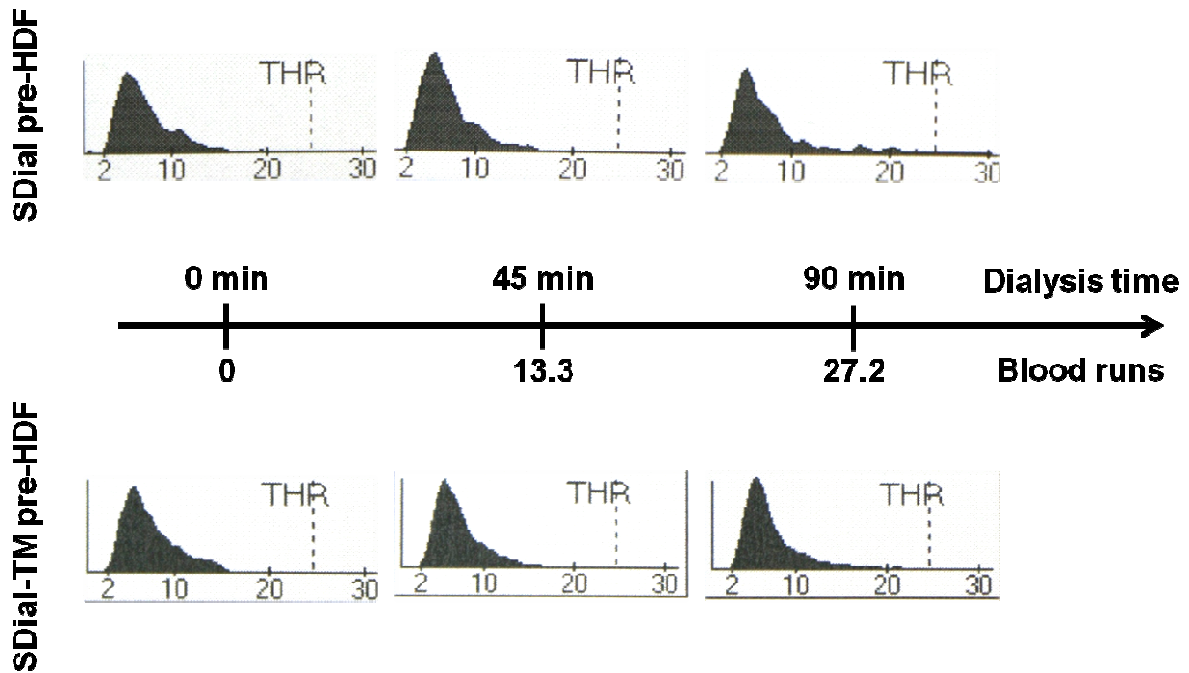 SDial pre-HDF
THR THR THR
2 10 20 30 2 10 20 30 2 10 20 30
0 min 45 min 90 min Dialysis time
0 13.3 27.2 Blood runs
SDial-TM pre-HDF
THR THR THR
2 10 20 30 2 10 20 30 2 10 20 30